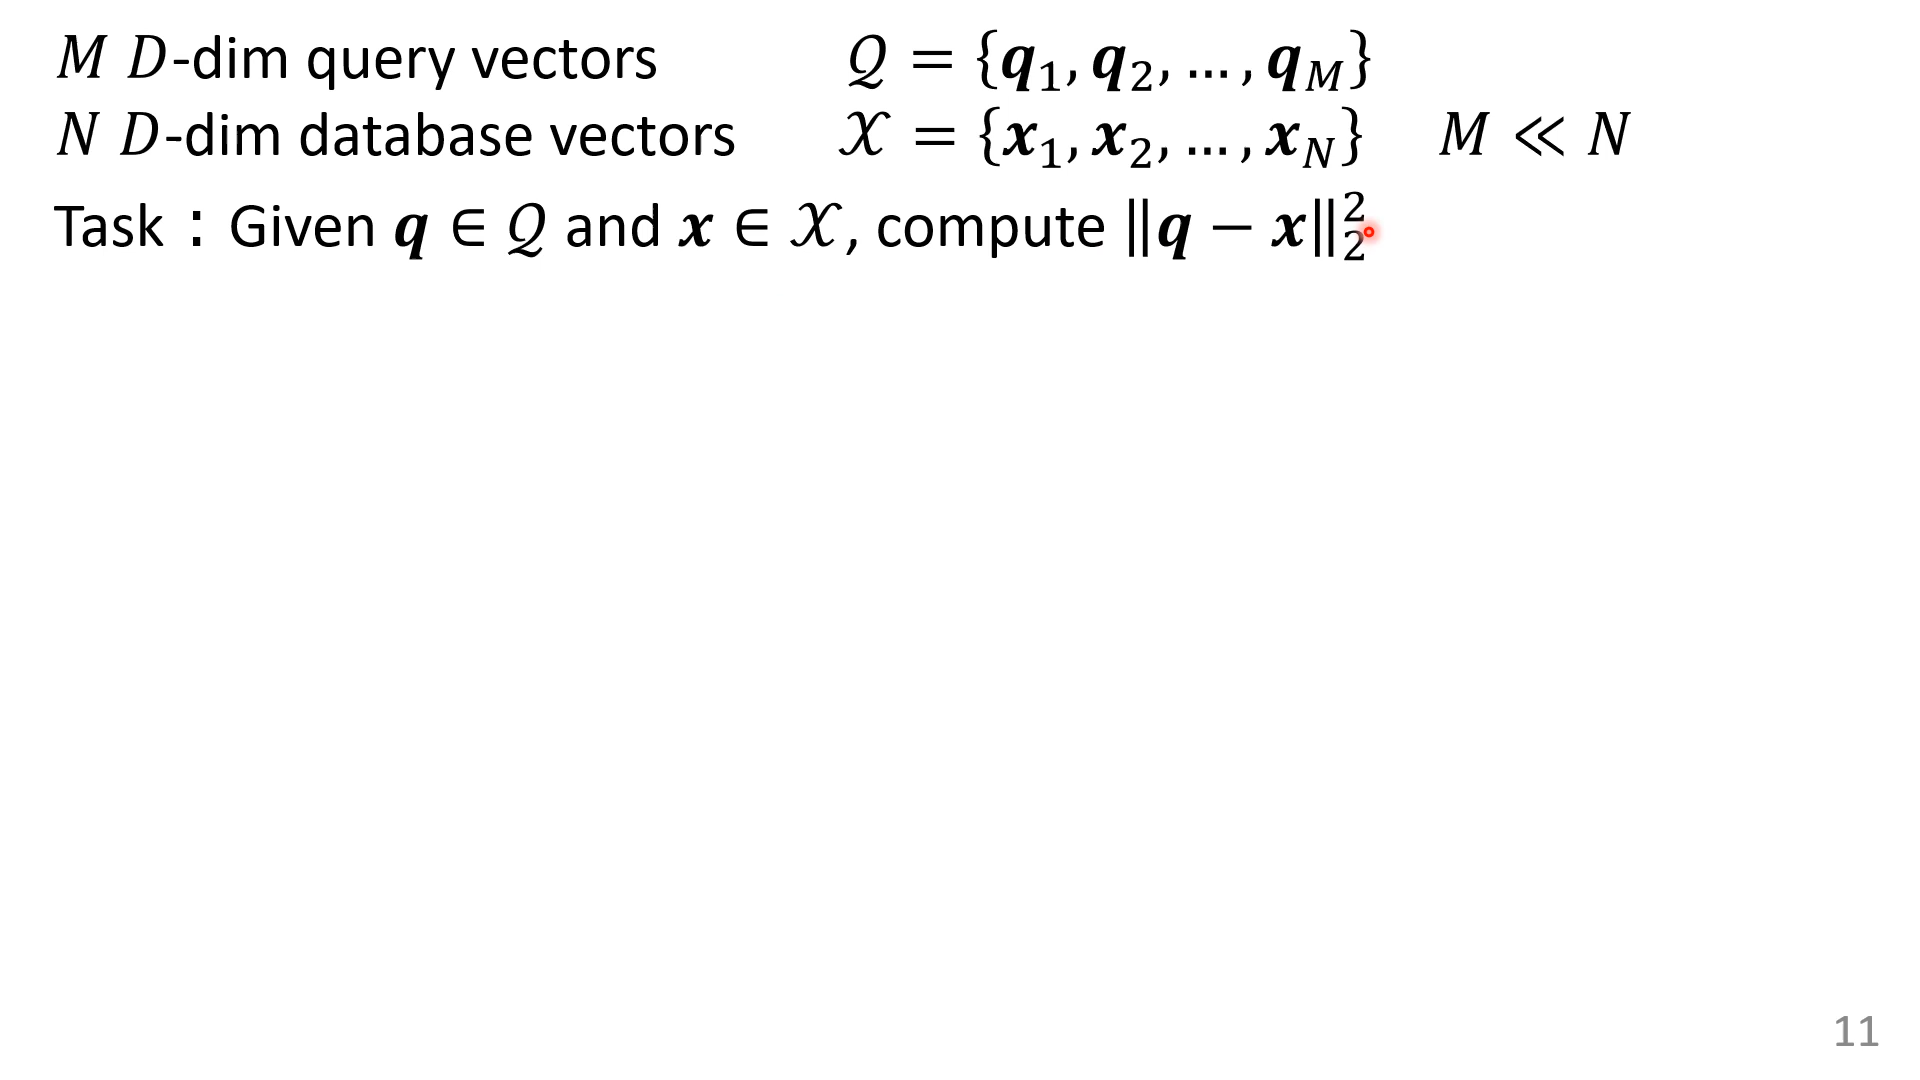 𝑀 𝐷-dim query vectors 𝒬 = {𝒒₁, 𝒒₂, … , 𝒒_𝑀}
𝑁 𝐷-dim database vectors 𝒳 = {𝒙₁, 𝒙₂, … , 𝒙_𝑁} 𝑀 ≪ 𝑁
Task：Given 𝒒 ∈ 𝒬 and 𝒙 ∈ 𝒳, compute ‖𝒒 − 𝒙‖₂²
11